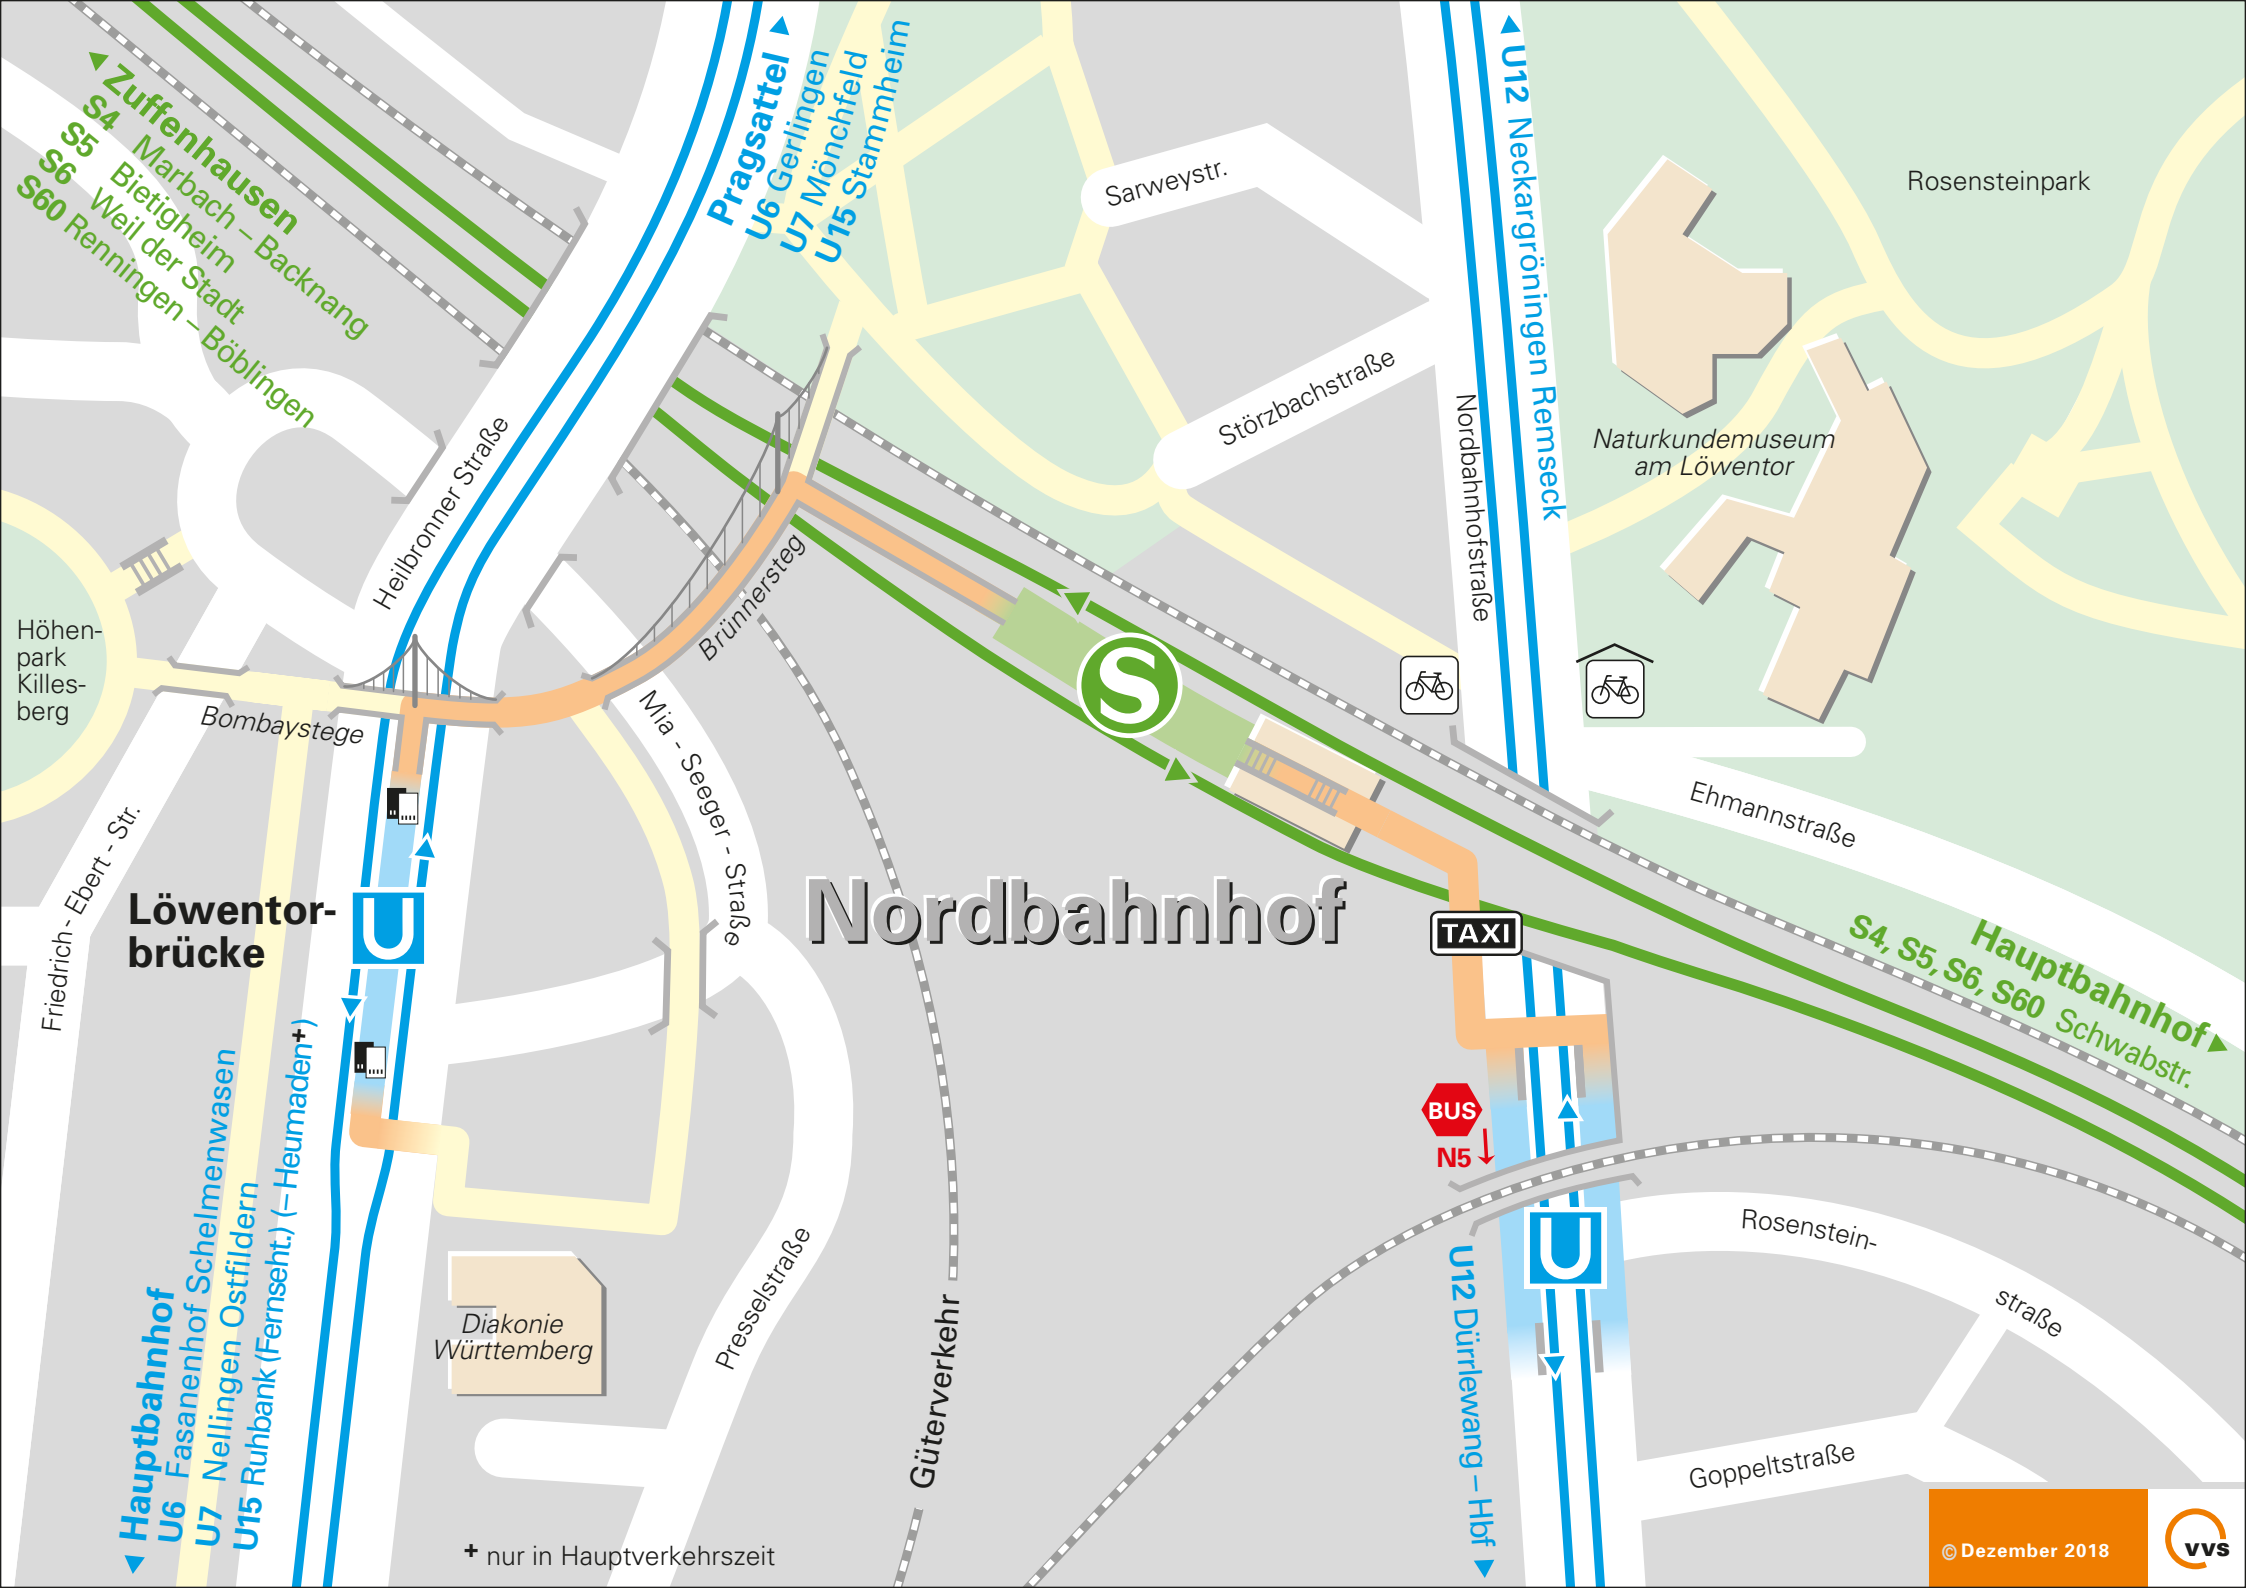 Zuffenhausen
S4 Marbach – Backnang
S5 Bietigheim
S6 Weil der Stadt
S60 Renningen – Böblingen
Pragsattel
U6 Gerlingen
U7 Mönchfeld
U15 Stammheim
U12 Neckargröningen Remseck
Rosensteinpark
Sarweystr.
Störzbachstraße
Nordbahnhofstraße
Naturkundemuseum
am Löwentor
Heilbronner Straße
Brünnersteg
Höhen-
park
Killes-
berg
Bombaystege
Mia - Seeger - Straße
S
Ehmannstraße
Friedrich - Ebert - Str.
Löwentor-
brücke
U
Nordbahnhof
TAXI
Hauptbahnhof
S4, S5, S6, S60 Schwabstr.
BUS
N5
U
Rosenstein-
straße
Hauptbahnhof
U6 Fasanenhof Schelmenwasen
U7 Nellingen Ostfildern
U15 Ruhbank (Fernseht.) (– Heumaden+)
Diakonie
Württemberg
Presselstraße
Güterverkehr
U12 Dürrlewang – Hbf
Goppeltstraße
+ nur in Hauptverkehrszeit
© Dezember 2018
vvs